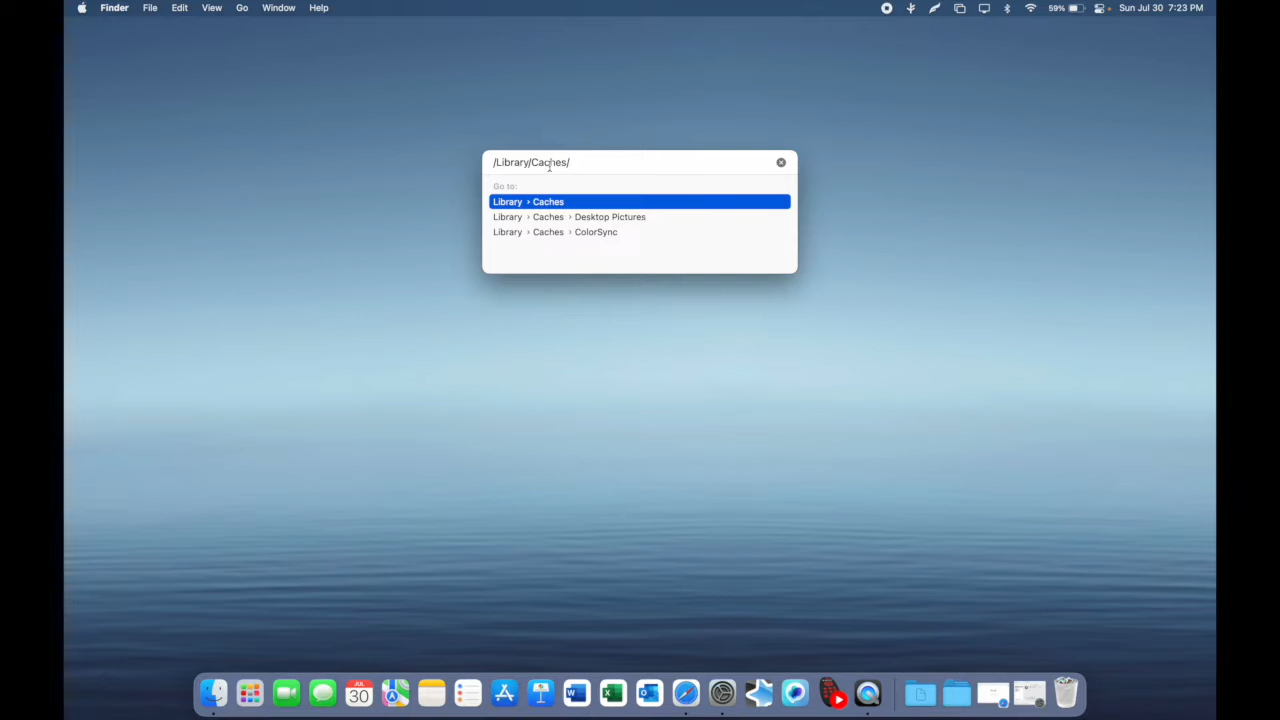 Finder File Edit View Go Window Help 59% Sun Jul 30 7:23 PM
/Library/Caches/
Go to:
Library › Caches
Library › Caches › Desktop Pictures
Library › Caches › ColorSync
JUL
30